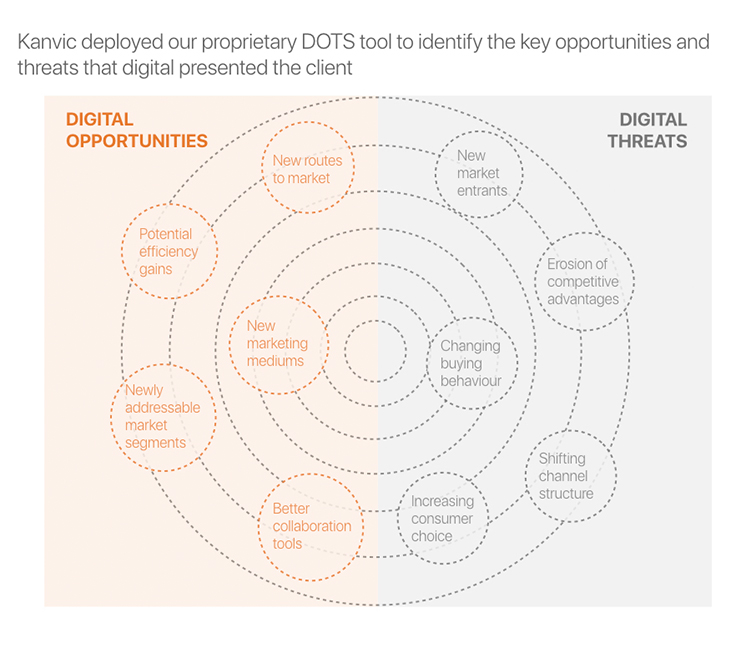 Kanvic deployed our proprietary DOTS tool to identify the key opportunities and
threats that digital presented the client
DIGITAL
OPPORTUNITIES
New routes
to market
Potential
efficiency
gains
New
marketing
mediums
Newly
addressable
market
segments
Better
collaboration
tools
DIGITAL
THREATS
New
market
entrants
Erosion of
competitive
advantages
Changing
buying
behaviour
Shifting
channel
structure
Increasing
consumer
choice